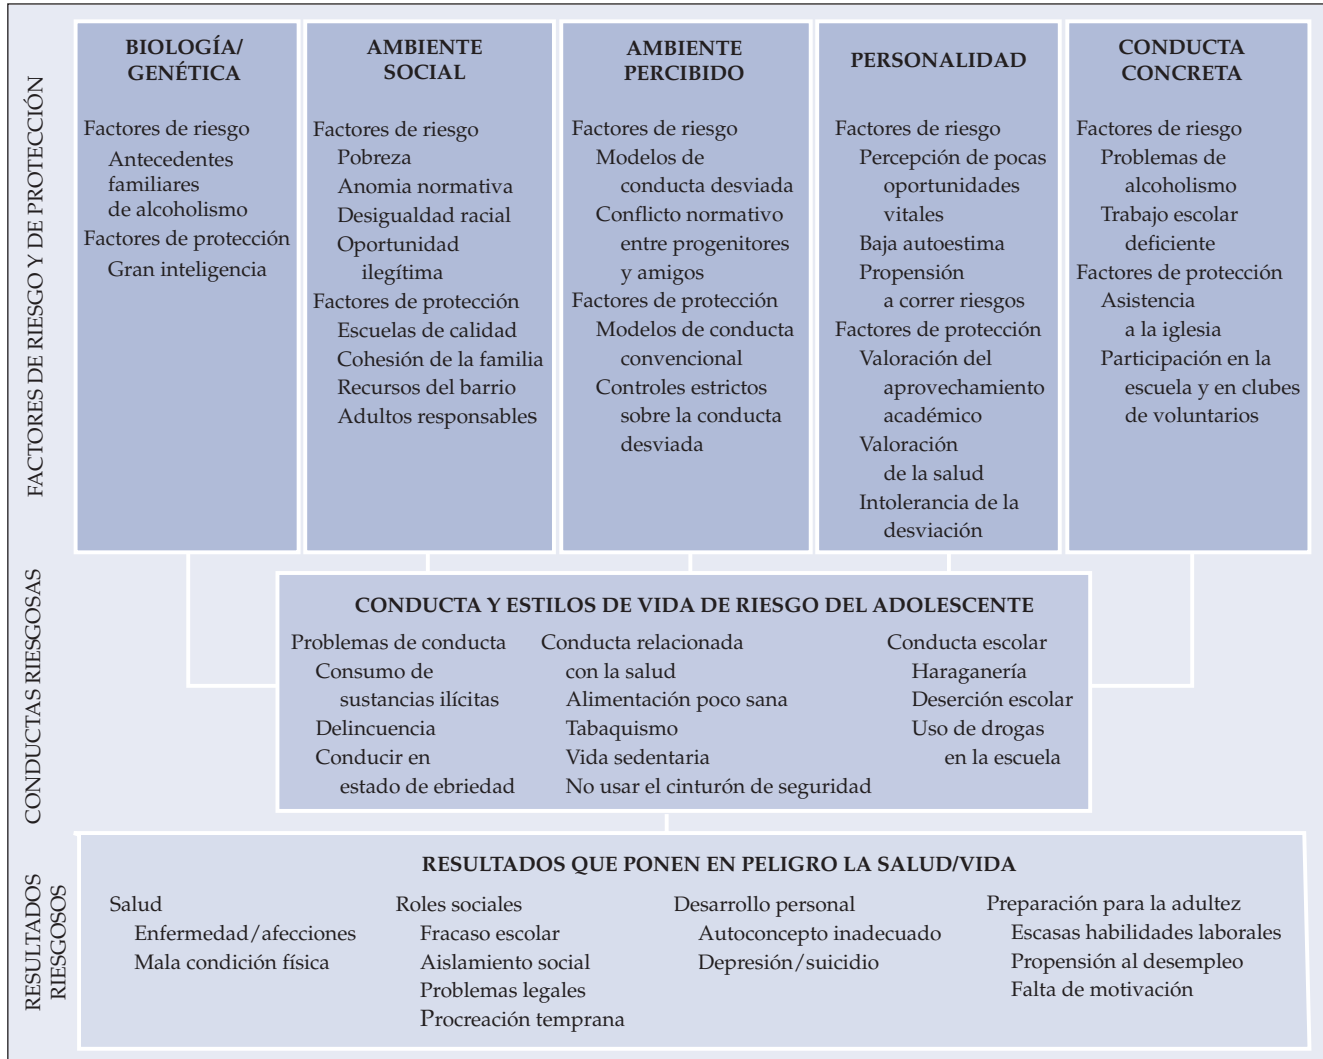 FACTORES DE RIESGO Y DE PROTECCIÓN
BIOLOGÍA/
GENÉTICA
Factores de riesgo
Antecedentes
familiares
de alcoholismo
Factores de protección
Gran inteligencia
AMBIENTE
SOCIAL
Factores de riesgo
Pobreza
Anomia normativa
Desigualdad racial
Oportunidad
ilegítima
Factores de protección
Escuelas de calidad
Cohesión de la familia
Recursos del barrio
Adultos responsables
AMBIENTE
PERCIBIDO
Factores de riesgo
Modelos de
conducta desviada
Conflicto normativo
entre progenitores
y amigos
Factores de protección
Modelos de conducta
convencional
Controles estrictos
sobre la conducta
desviada
PERSONALIDAD
Factores de riesgo
Percepción de pocas
oportunidades
vitales
Baja autoestima
Propensión
a correr riesgos
Factores de protección
Valoración del
aprovechamiento
académico
Valoración
de la salud
Intolerancia de la
desviación
CONDUCTA
CONCRETA
Factores de riesgo
Problemas de
alcoholismo
Trabajo escolar
deficiente
Factores de protección
Asistencia
a la iglesia
Participación en la
escuela y en clubes
de voluntarios
CONDUCTAS RIESGOSAS
CONDUCTA Y ESTILOS DE VIDA DE RIESGO DEL ADOLESCENTE
Problemas de conducta
Consumo de
sustancias ilícitas
Delincuencia
Conducir en
estado de ebriedad
Conducta relacionada
con la salud
Alimentación poco sana
Tabaquismo
Vida sedentaria
No usar el cinturón de seguridad
Conducta escolar
Haraganería
Deserción escolar
Uso de drogas
en la escuela
RESULTADOS
RIESGOSOS
RESULTADOS QUE PONEN EN PELIGRO LA SALUD/VIDA
Salud
Enfermedad/afecciones
Mala condición física
Roles sociales
Fracaso escolar
Aislamiento social
Problemas legales
Procreación temprana
Desarrollo personal
Autoconcepto inadecuado
Depresión/suicidio
Preparación para la adultez
Escasas habilidades laborales
Propensión al desempleo
Falta de motivación